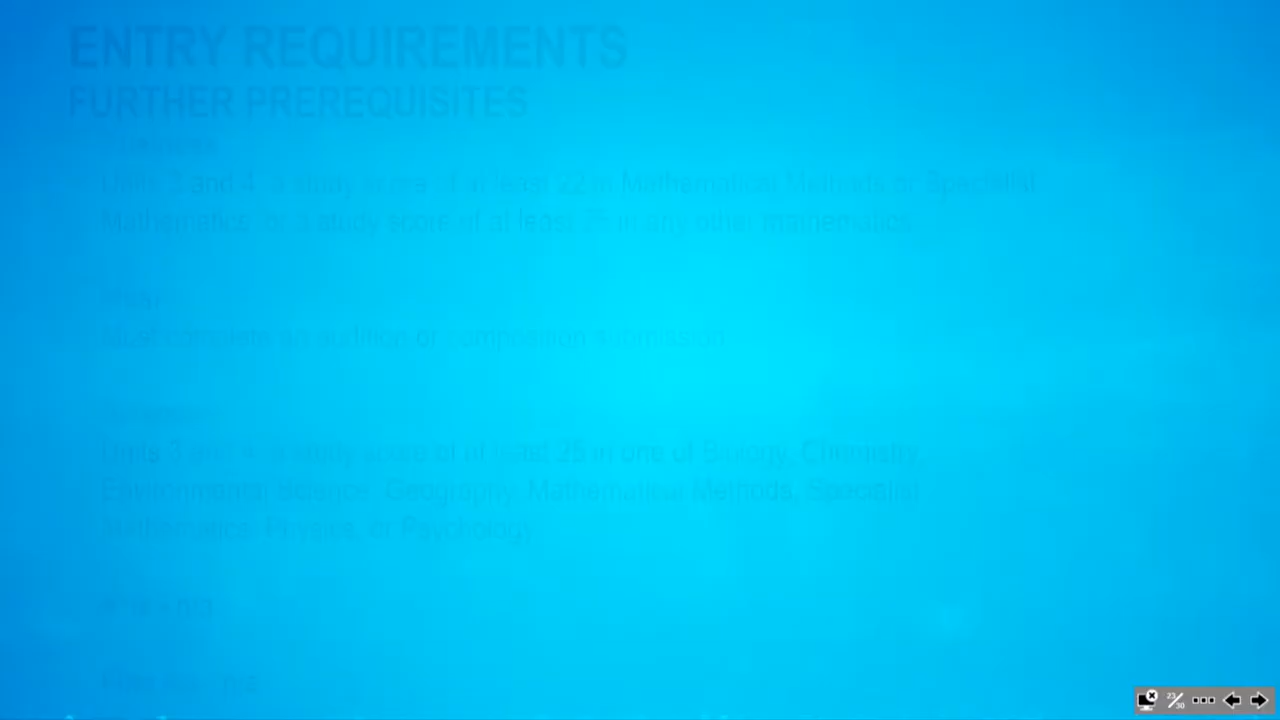 ENTRY REQUIREMENTS
FURTHER PREREQUISITES
Units 3 and 4: a study score of at least 22 in Mathematical Methods or Specialist
Mathematics, or a study score of at least 25 in any other mathematics
Must complete an audition or composition submission
Units 3 and 4: a study score of at least 25 in one of Biology, Chemistry,
Environmental Science, Geography, Mathematical Methods, Specialist
Mathematics, Physics, or Psychology
n/a
n/a
23/30